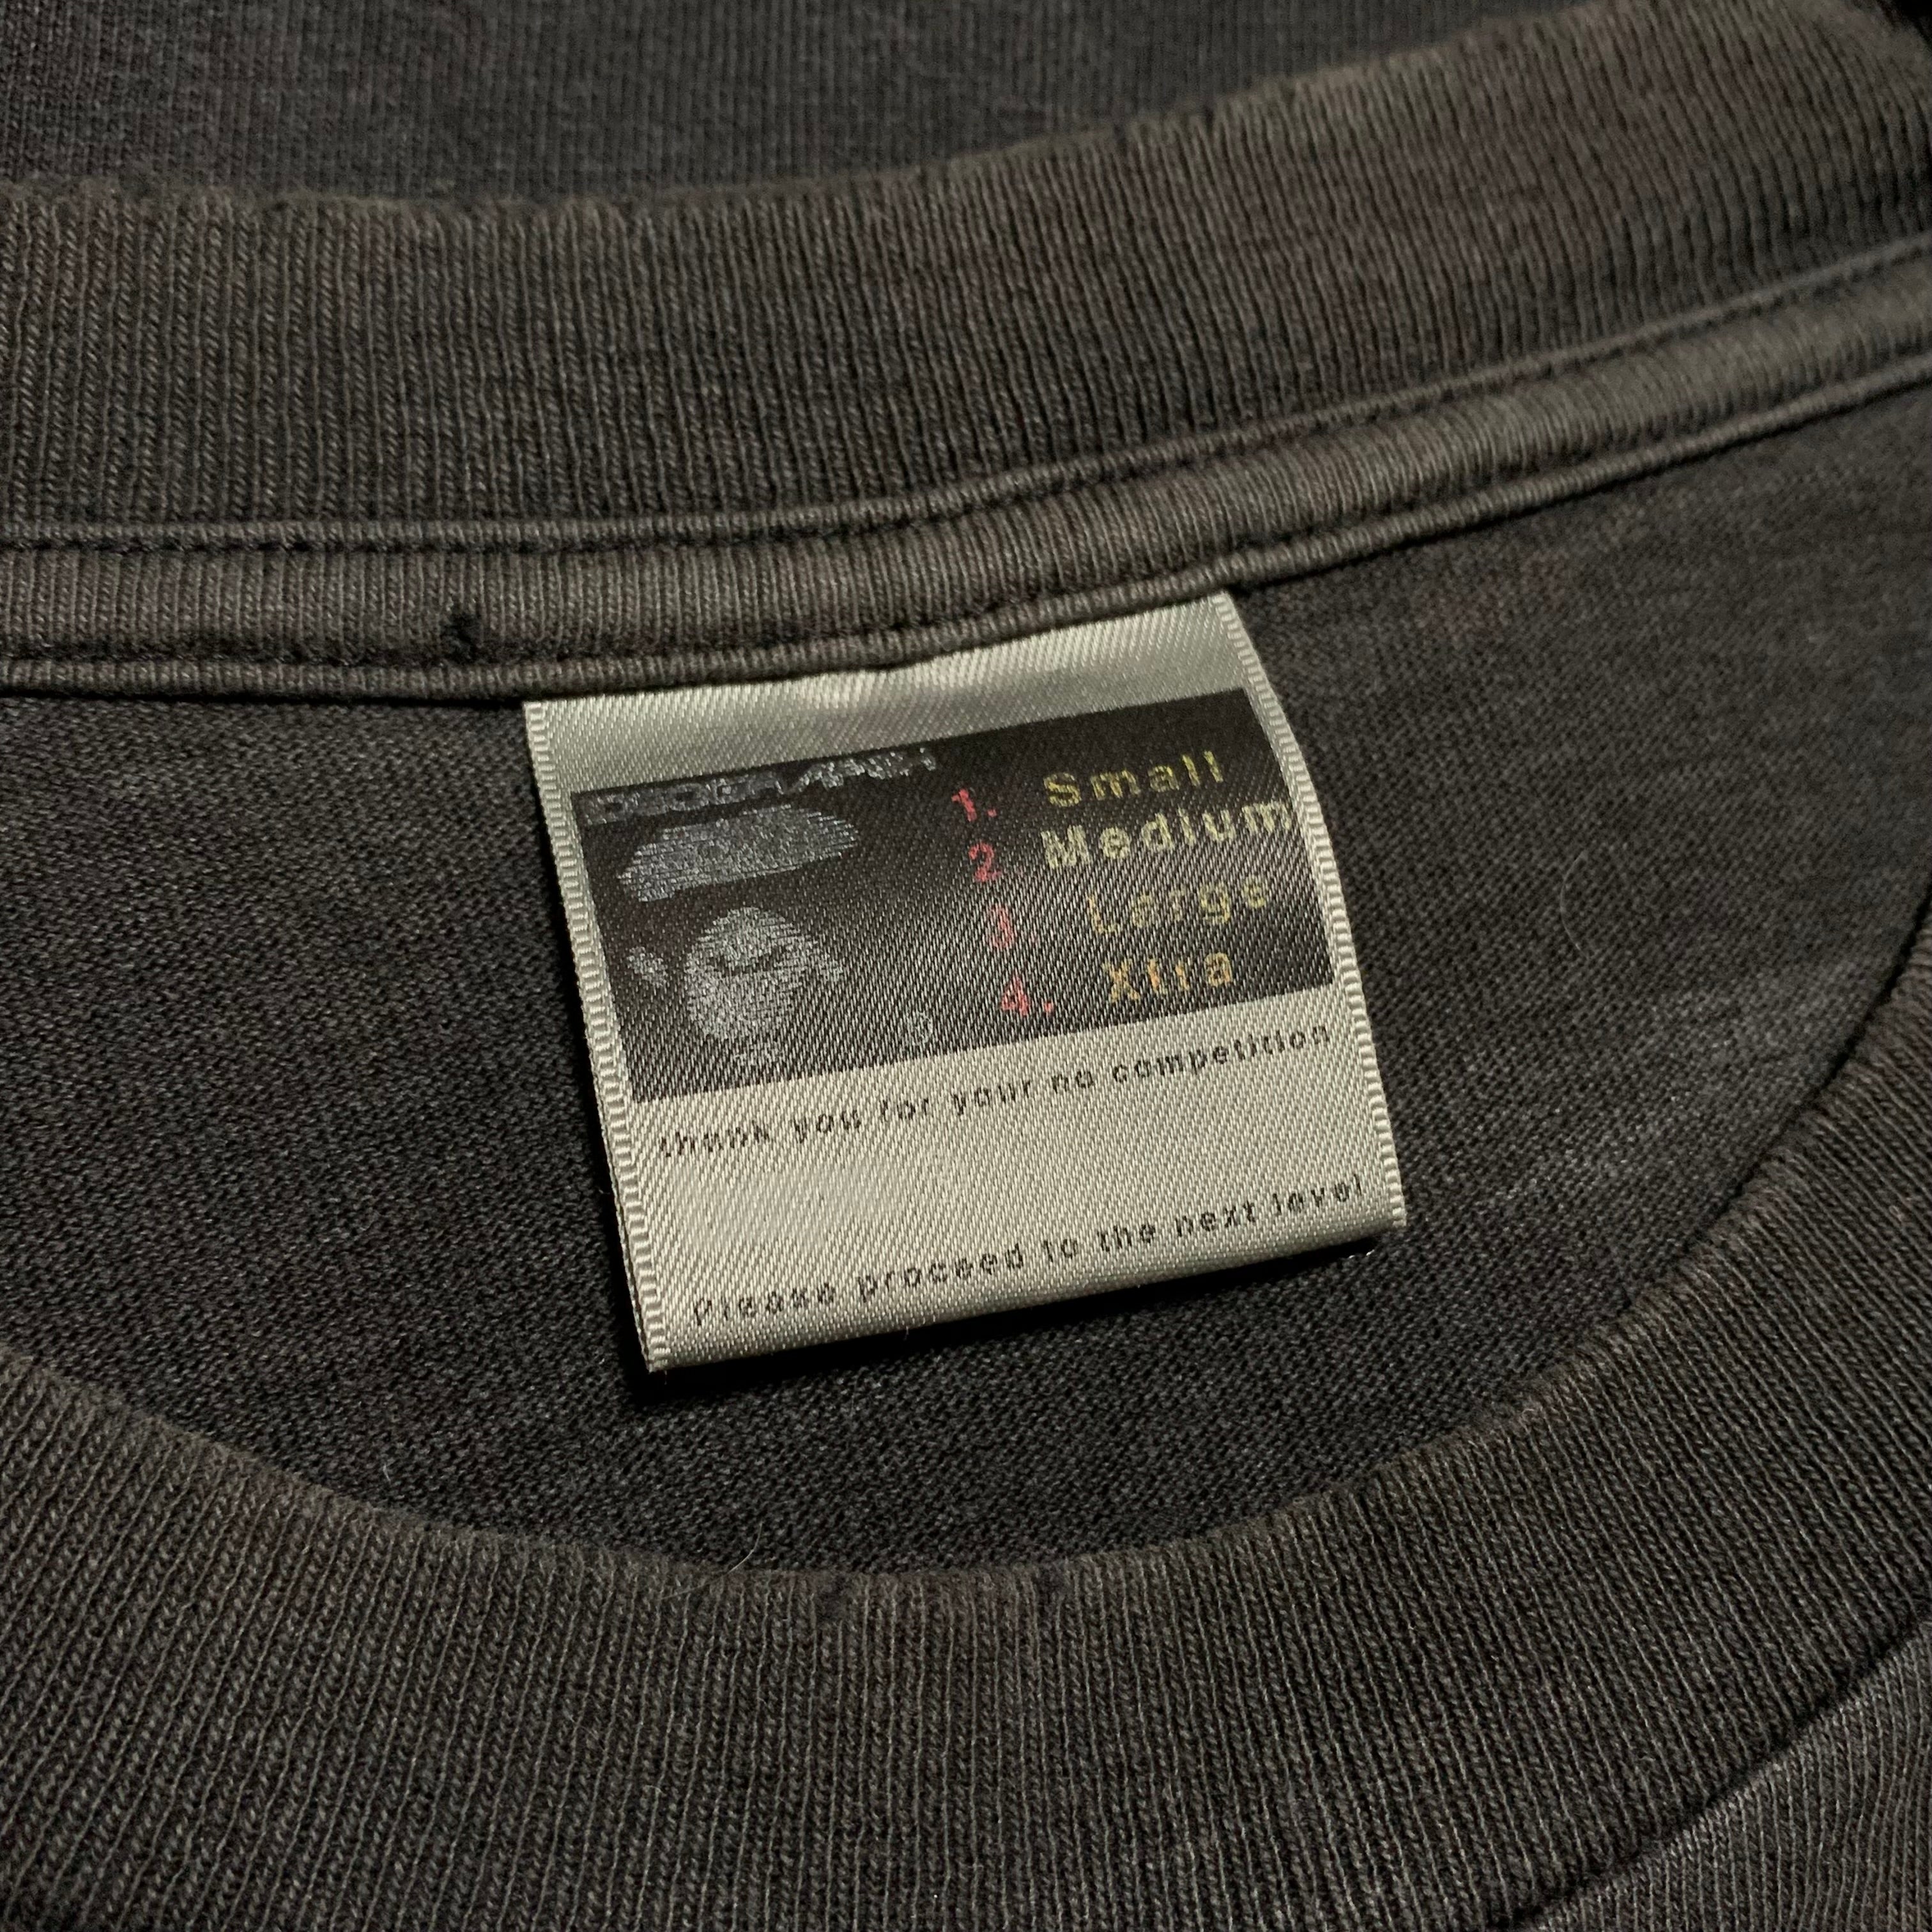 1. Small
2 Medium
3. Large
4. Xtra
®
thank you for your no competition
Please proceed to the next level